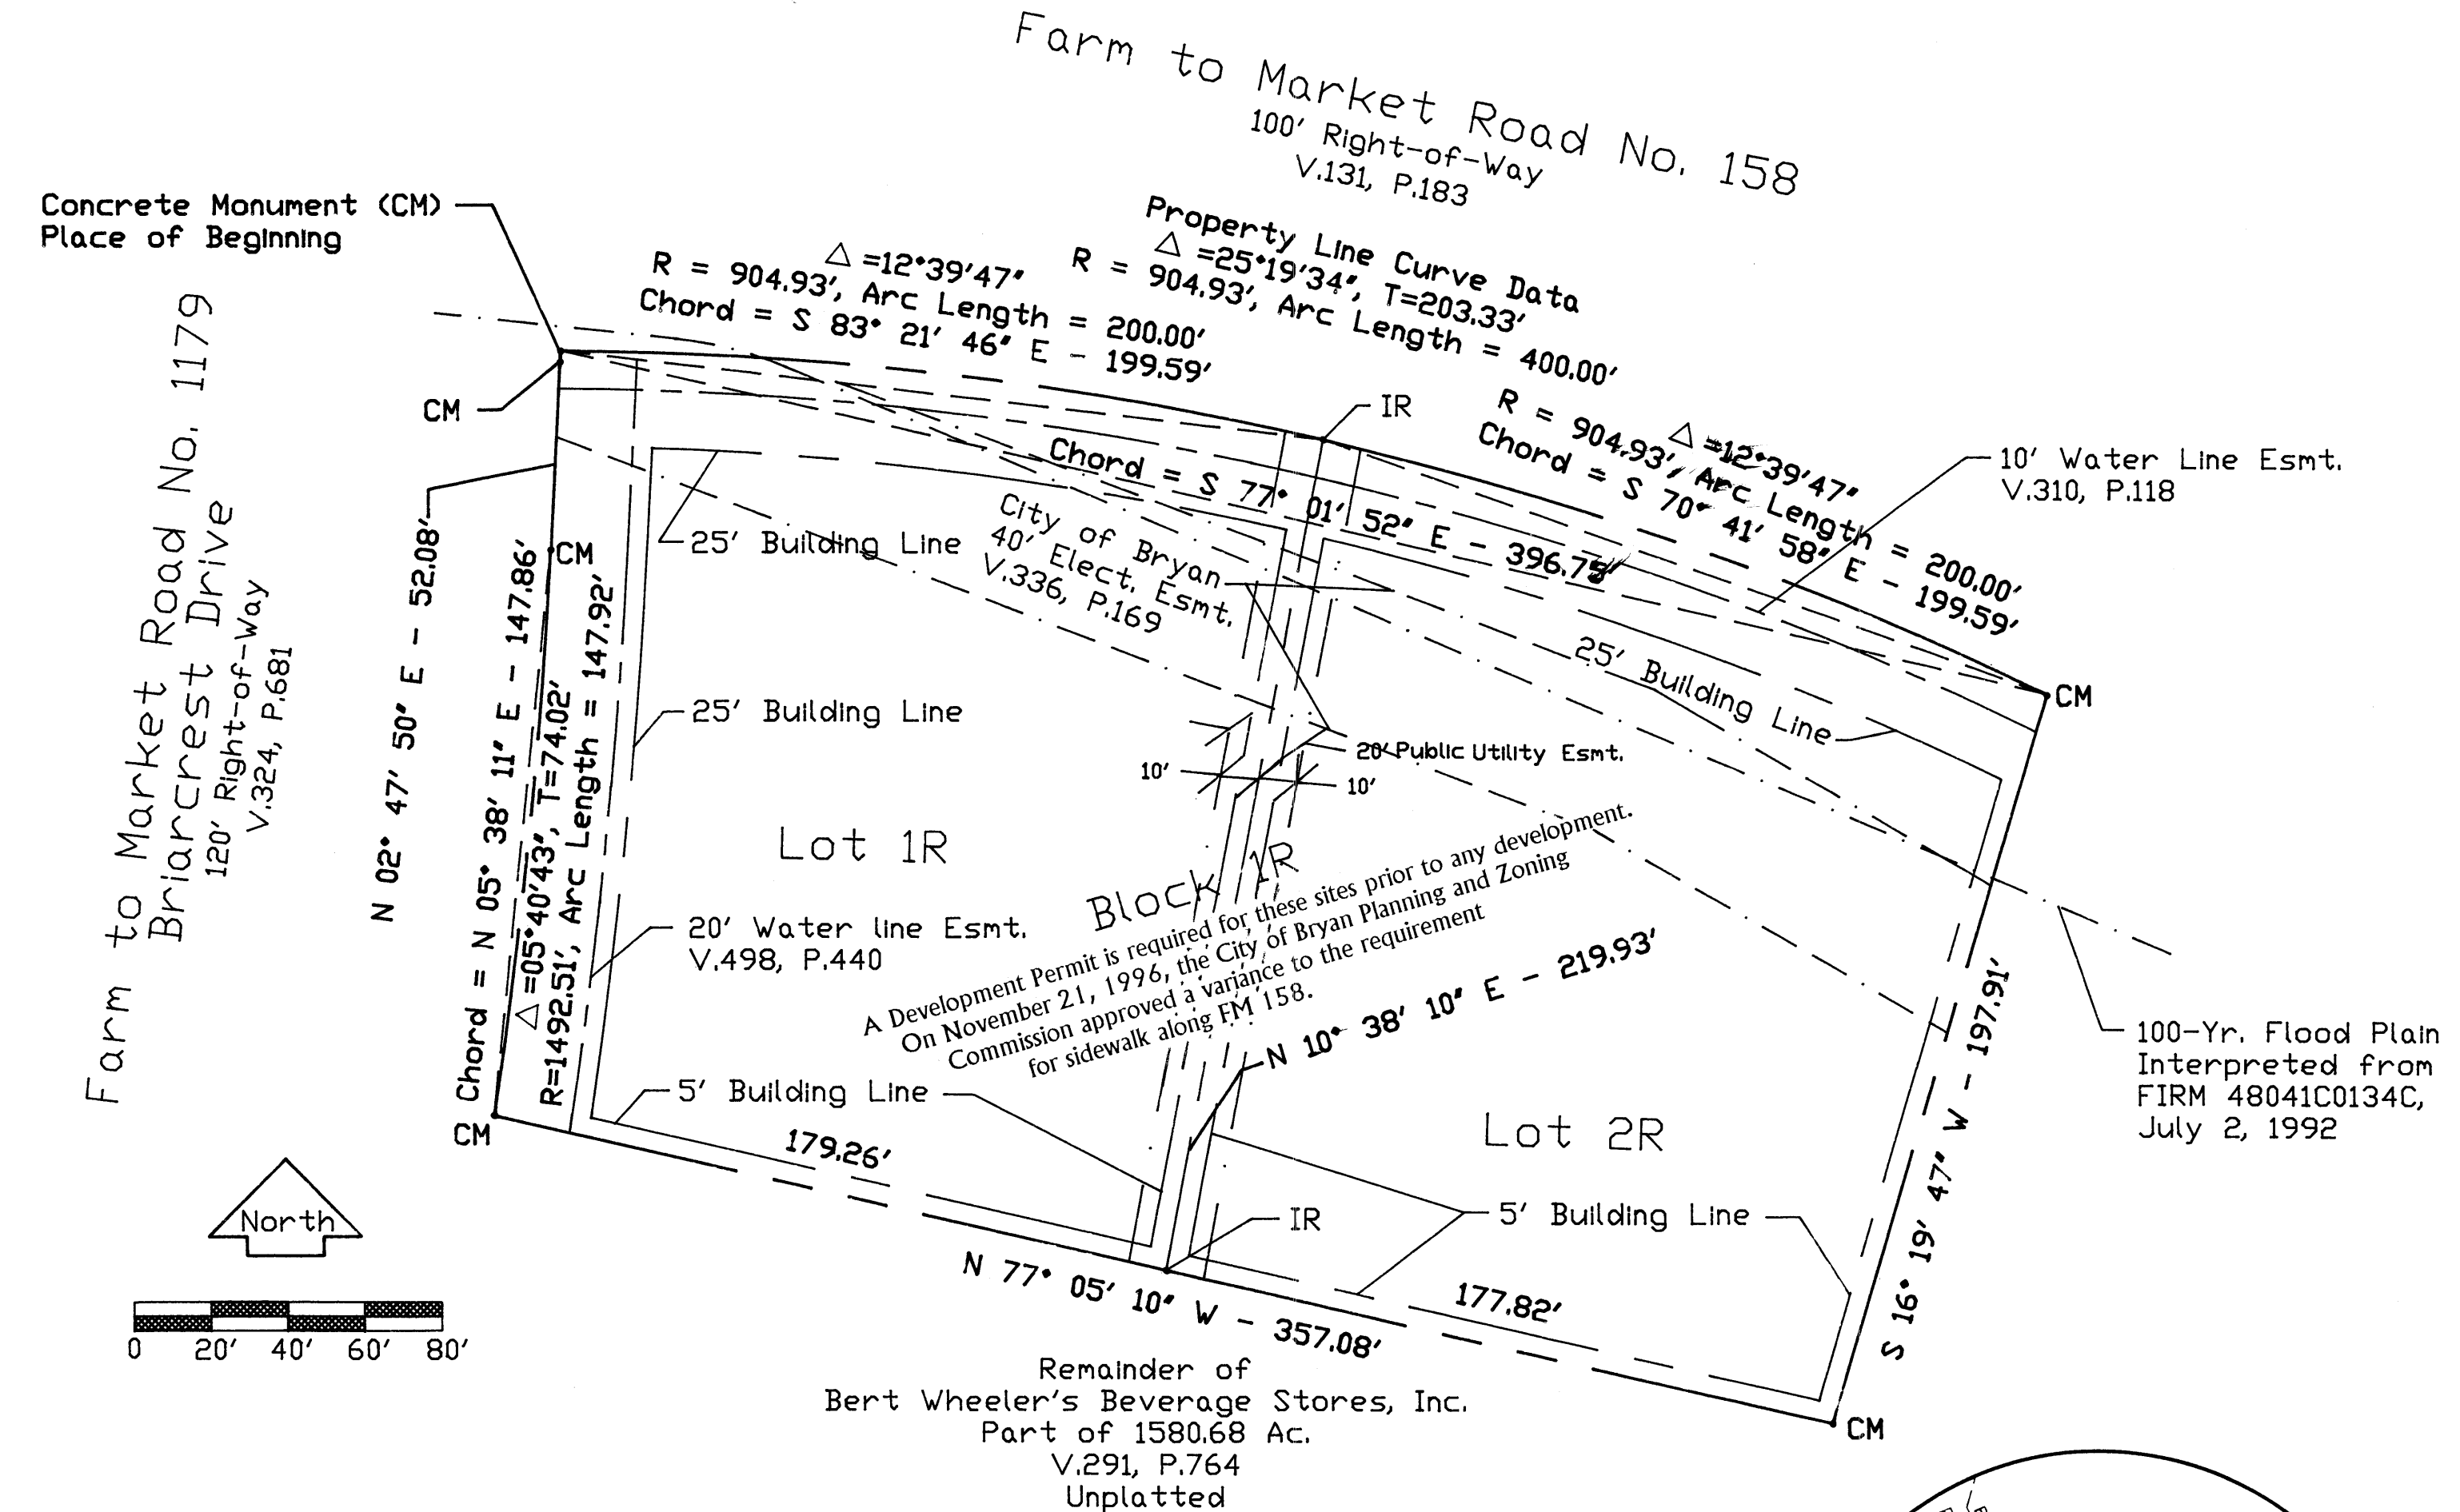 Farm to Market Road No. 158
100' Right-of-Way
V.131, P.183
Concrete Monument (CM)
Place of Beginning
Property Line Curve Data
△ =25°19'34", T=203.33'
R = 904.93', Arc Length = 400.00'
△ =12°39'47"
R = 904.93', Arc Length = 200.00'
Chord = S 83° 21' 46" E - 199.59'
CM
IR
△ =12°39'47"
R = 904.93', Arc Length = 200.00'
Chord = S 70° 41' 58" E - 199.59'
10' Water Line Esmt.
V.310, P.118
Chord = S 77° 01' 52" E - 396.75'
Farm to Market Road No. 1179
Briarcrest Drive
120' Right-of-Way
V.324, P.681
N 02° 47' 50" E - 52.08'
CM
Chord = N 05° 38' 11" E - 147.86'
△ =05°40'43", T=74.02'
R=1492.51', Arc Length = 147.92'
25' Building Line
City of Bryan
40' Elect. Esmt.
V.336, P.169
25' Building Line
CM
25' Building Line
20' Public Utility Esmt.
10'
10'
Lot 1R
Block 1R
A Development Permit is required for these sites prior to any development.
On November 21, 1996, the City of Bryan Planning and Zoning
Commission approved a variance to the requirement
for sidewalk along FM 158.
20' Water line Esmt.
V.498, P.440
N 10° 38' 10" E - 219.93'
S 16° 19' 47" W - 197.91'
100-Yr. Flood Plain
Interpreted from
FIRM 48041C0134C,
July 2, 1992
5' Building Line
CM
179.26'
Lot 2R
North
IR
5' Building Line
N 77° 05' 10" W - 357.08'
177.82'
0 20' 40' 60' 80'
CM
Remainder of
Bert Wheeler's Beverage Stores, Inc.
Part of 1580.68 Ac.
V.291, P.764
Unplatted